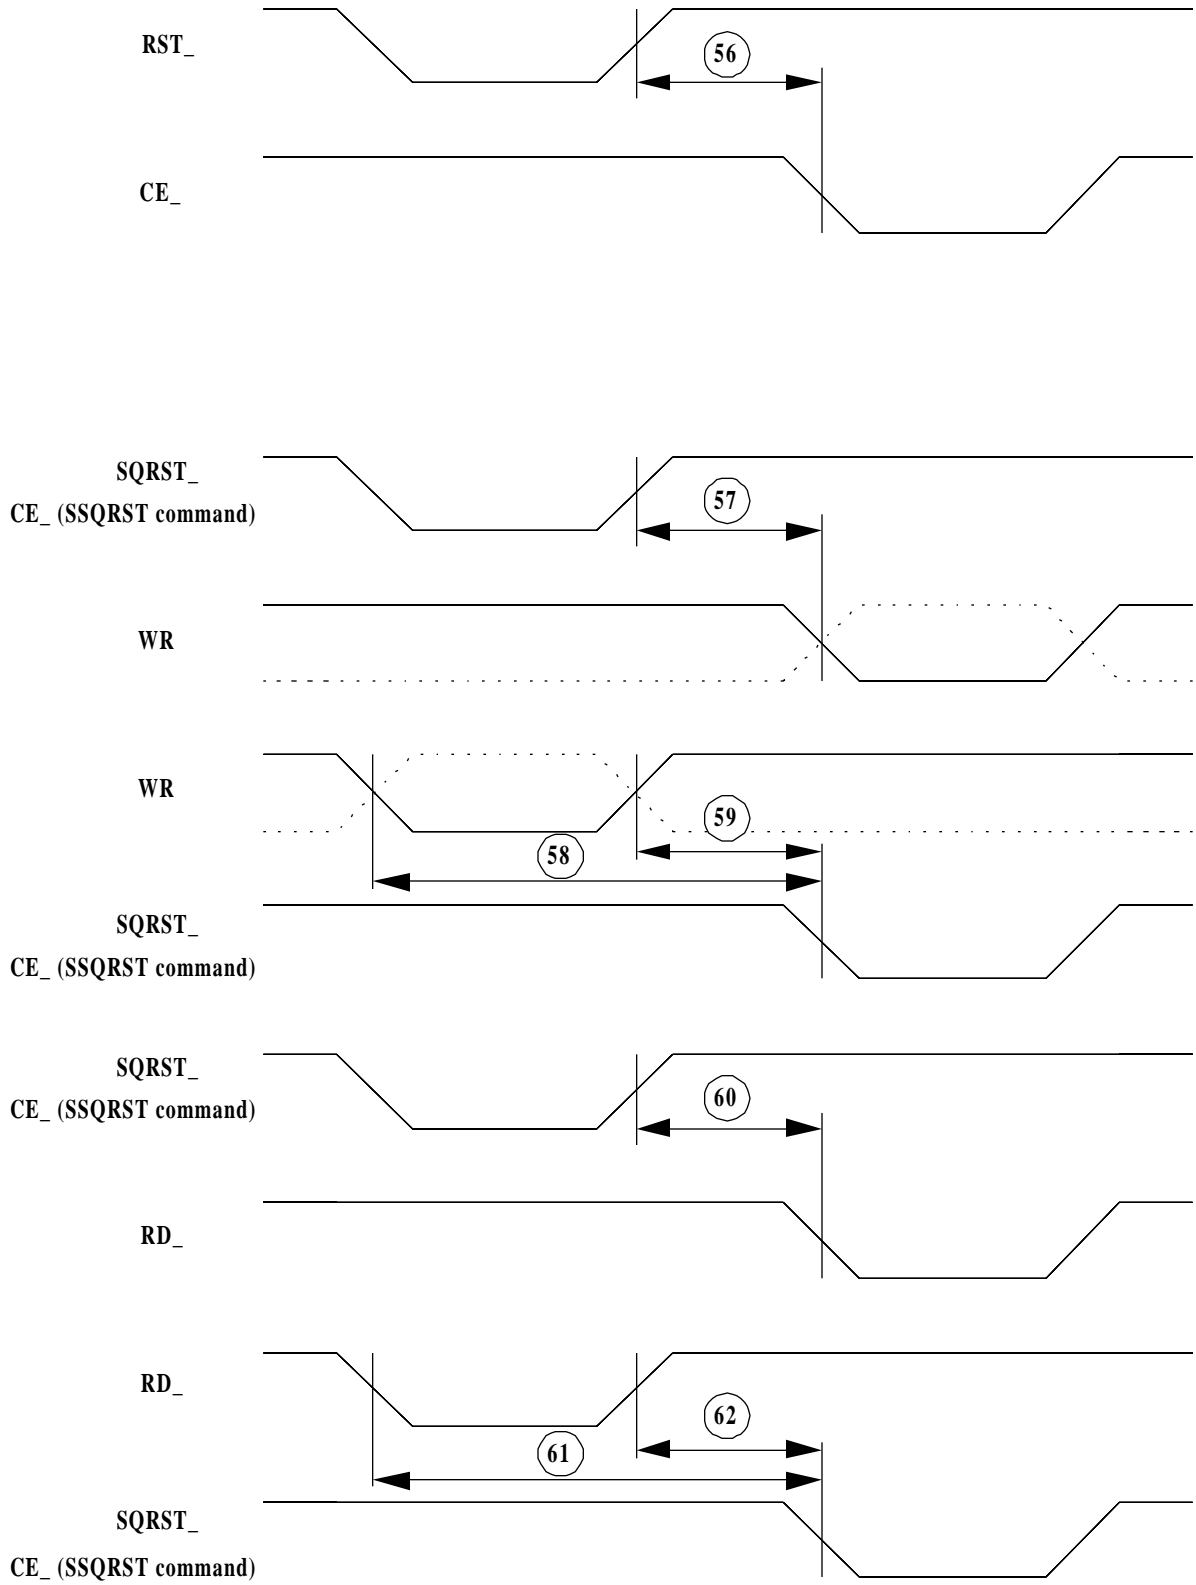 RST_
56
CE_
SQRST_
CE_ (SSQRST command)
57
WR
WR
59
58
SQRST_
CE_ (SSQRST command)
SQRST_
CE_ (SSQRST command)
60
RD_
RD_
62
61
SQRST_
CE_ (SSQRST command)